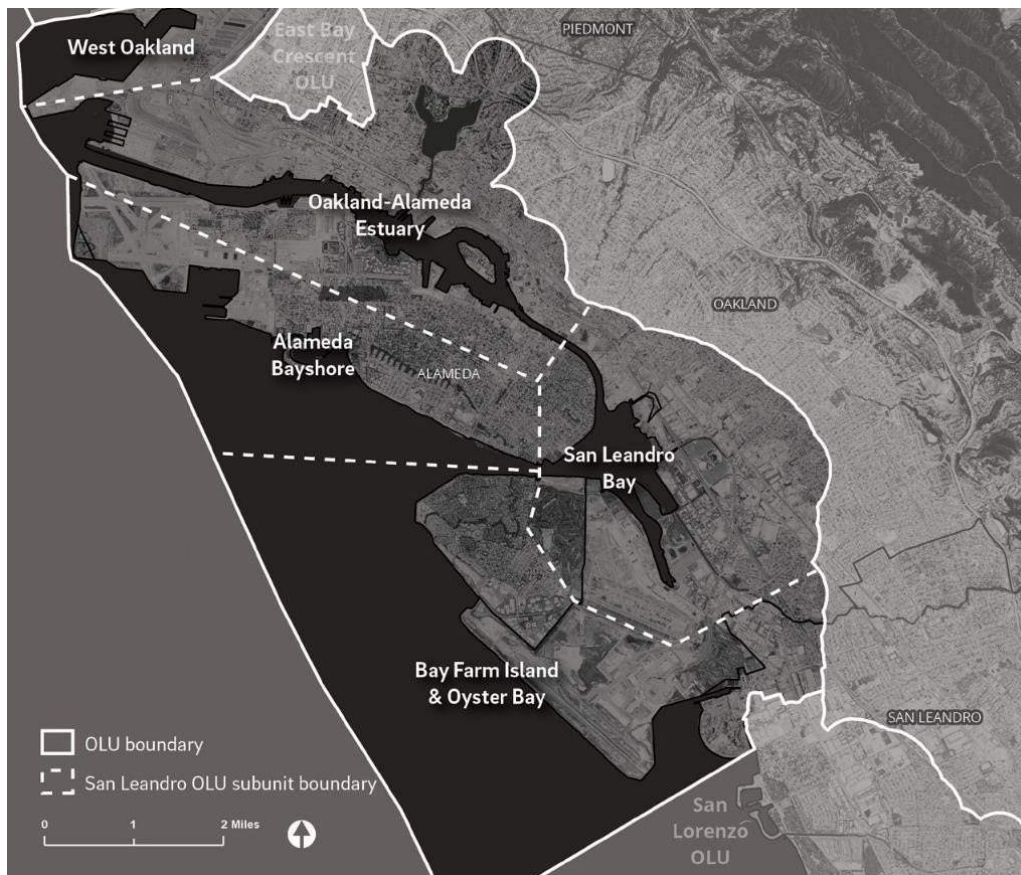 West Oakland
East Bay
Crescent
OLU
PIEDMONT
Oakland-Alameda
Estuary
OAKLAND
Alameda
Bayshore
ALAMEDA
San Leandro
Bay
Bay Farm Island
& Oyster Bay
SAN LEANDRO
OLU boundary
San Leandro OLU subunit boundary
0 1 2 Miles
San
Lorenzo
OLU